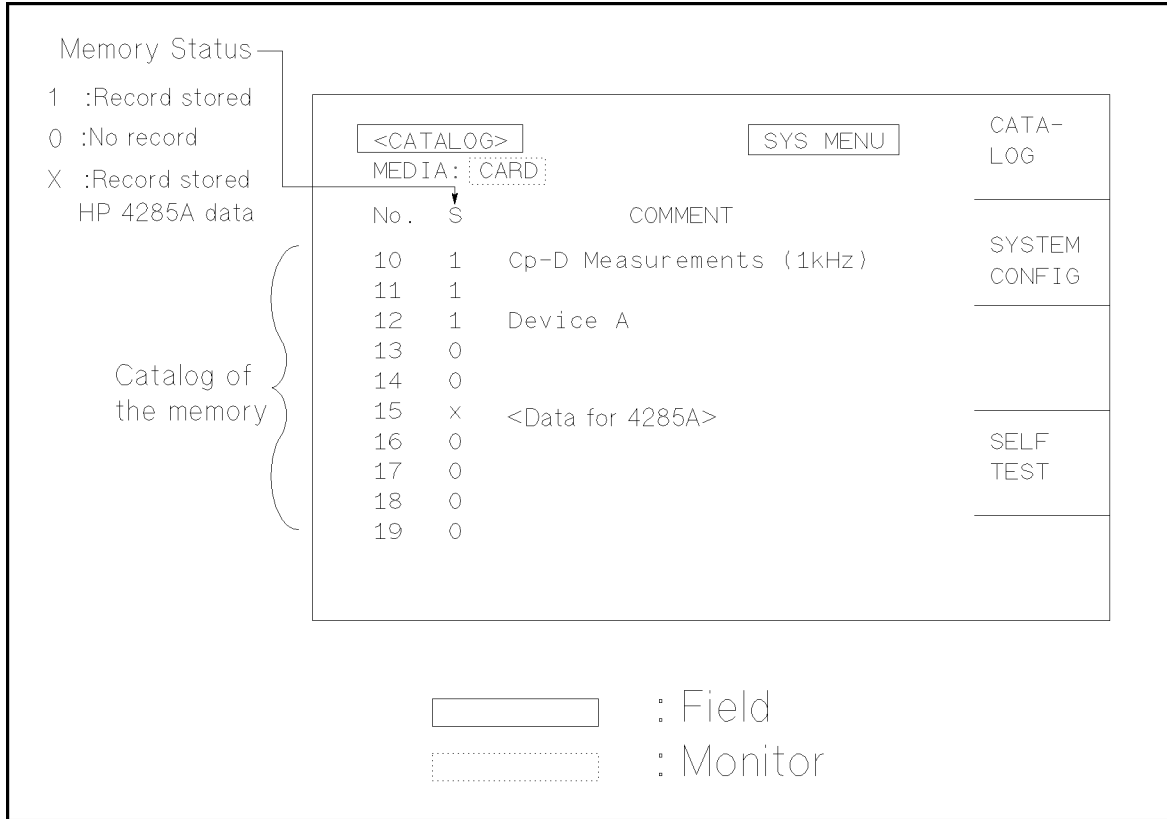 Memory Status
1 :Record stored
0 :No record
X :Record stored
HP 4285A data
Catalog of
the memory
<CATALOG>
SYS MENU
MEDIA: CARD
No. S COMMENT
10 1 Cp-D Measurements (1kHz)
11 1
12 1 Device A
13 0
14 0
15 x <Data for 4285A>
16 0
17 0
18 0
19 0
CATA-
LOG
SYSTEM
CONFIG
SELF
TEST
: Field
: Monitor